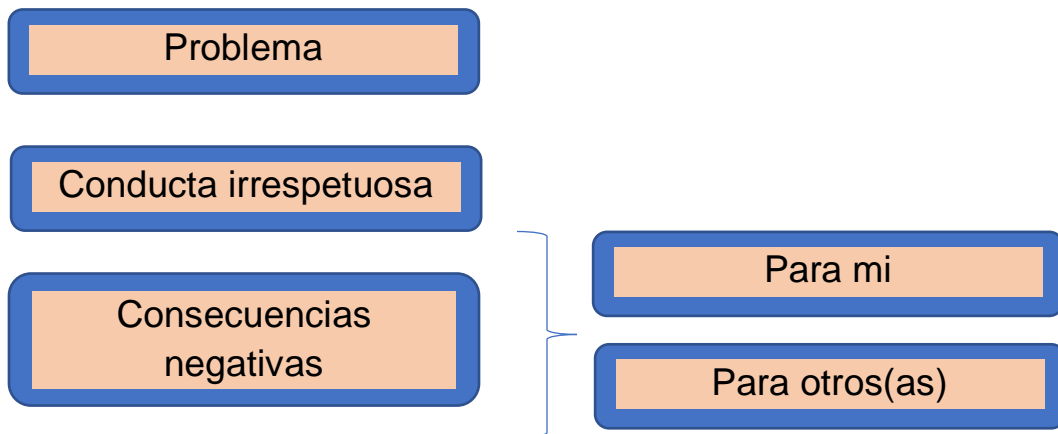 Problema
Conducta irrespetuosa
Consecuencias
negativas
Para mi
Para otros(as)